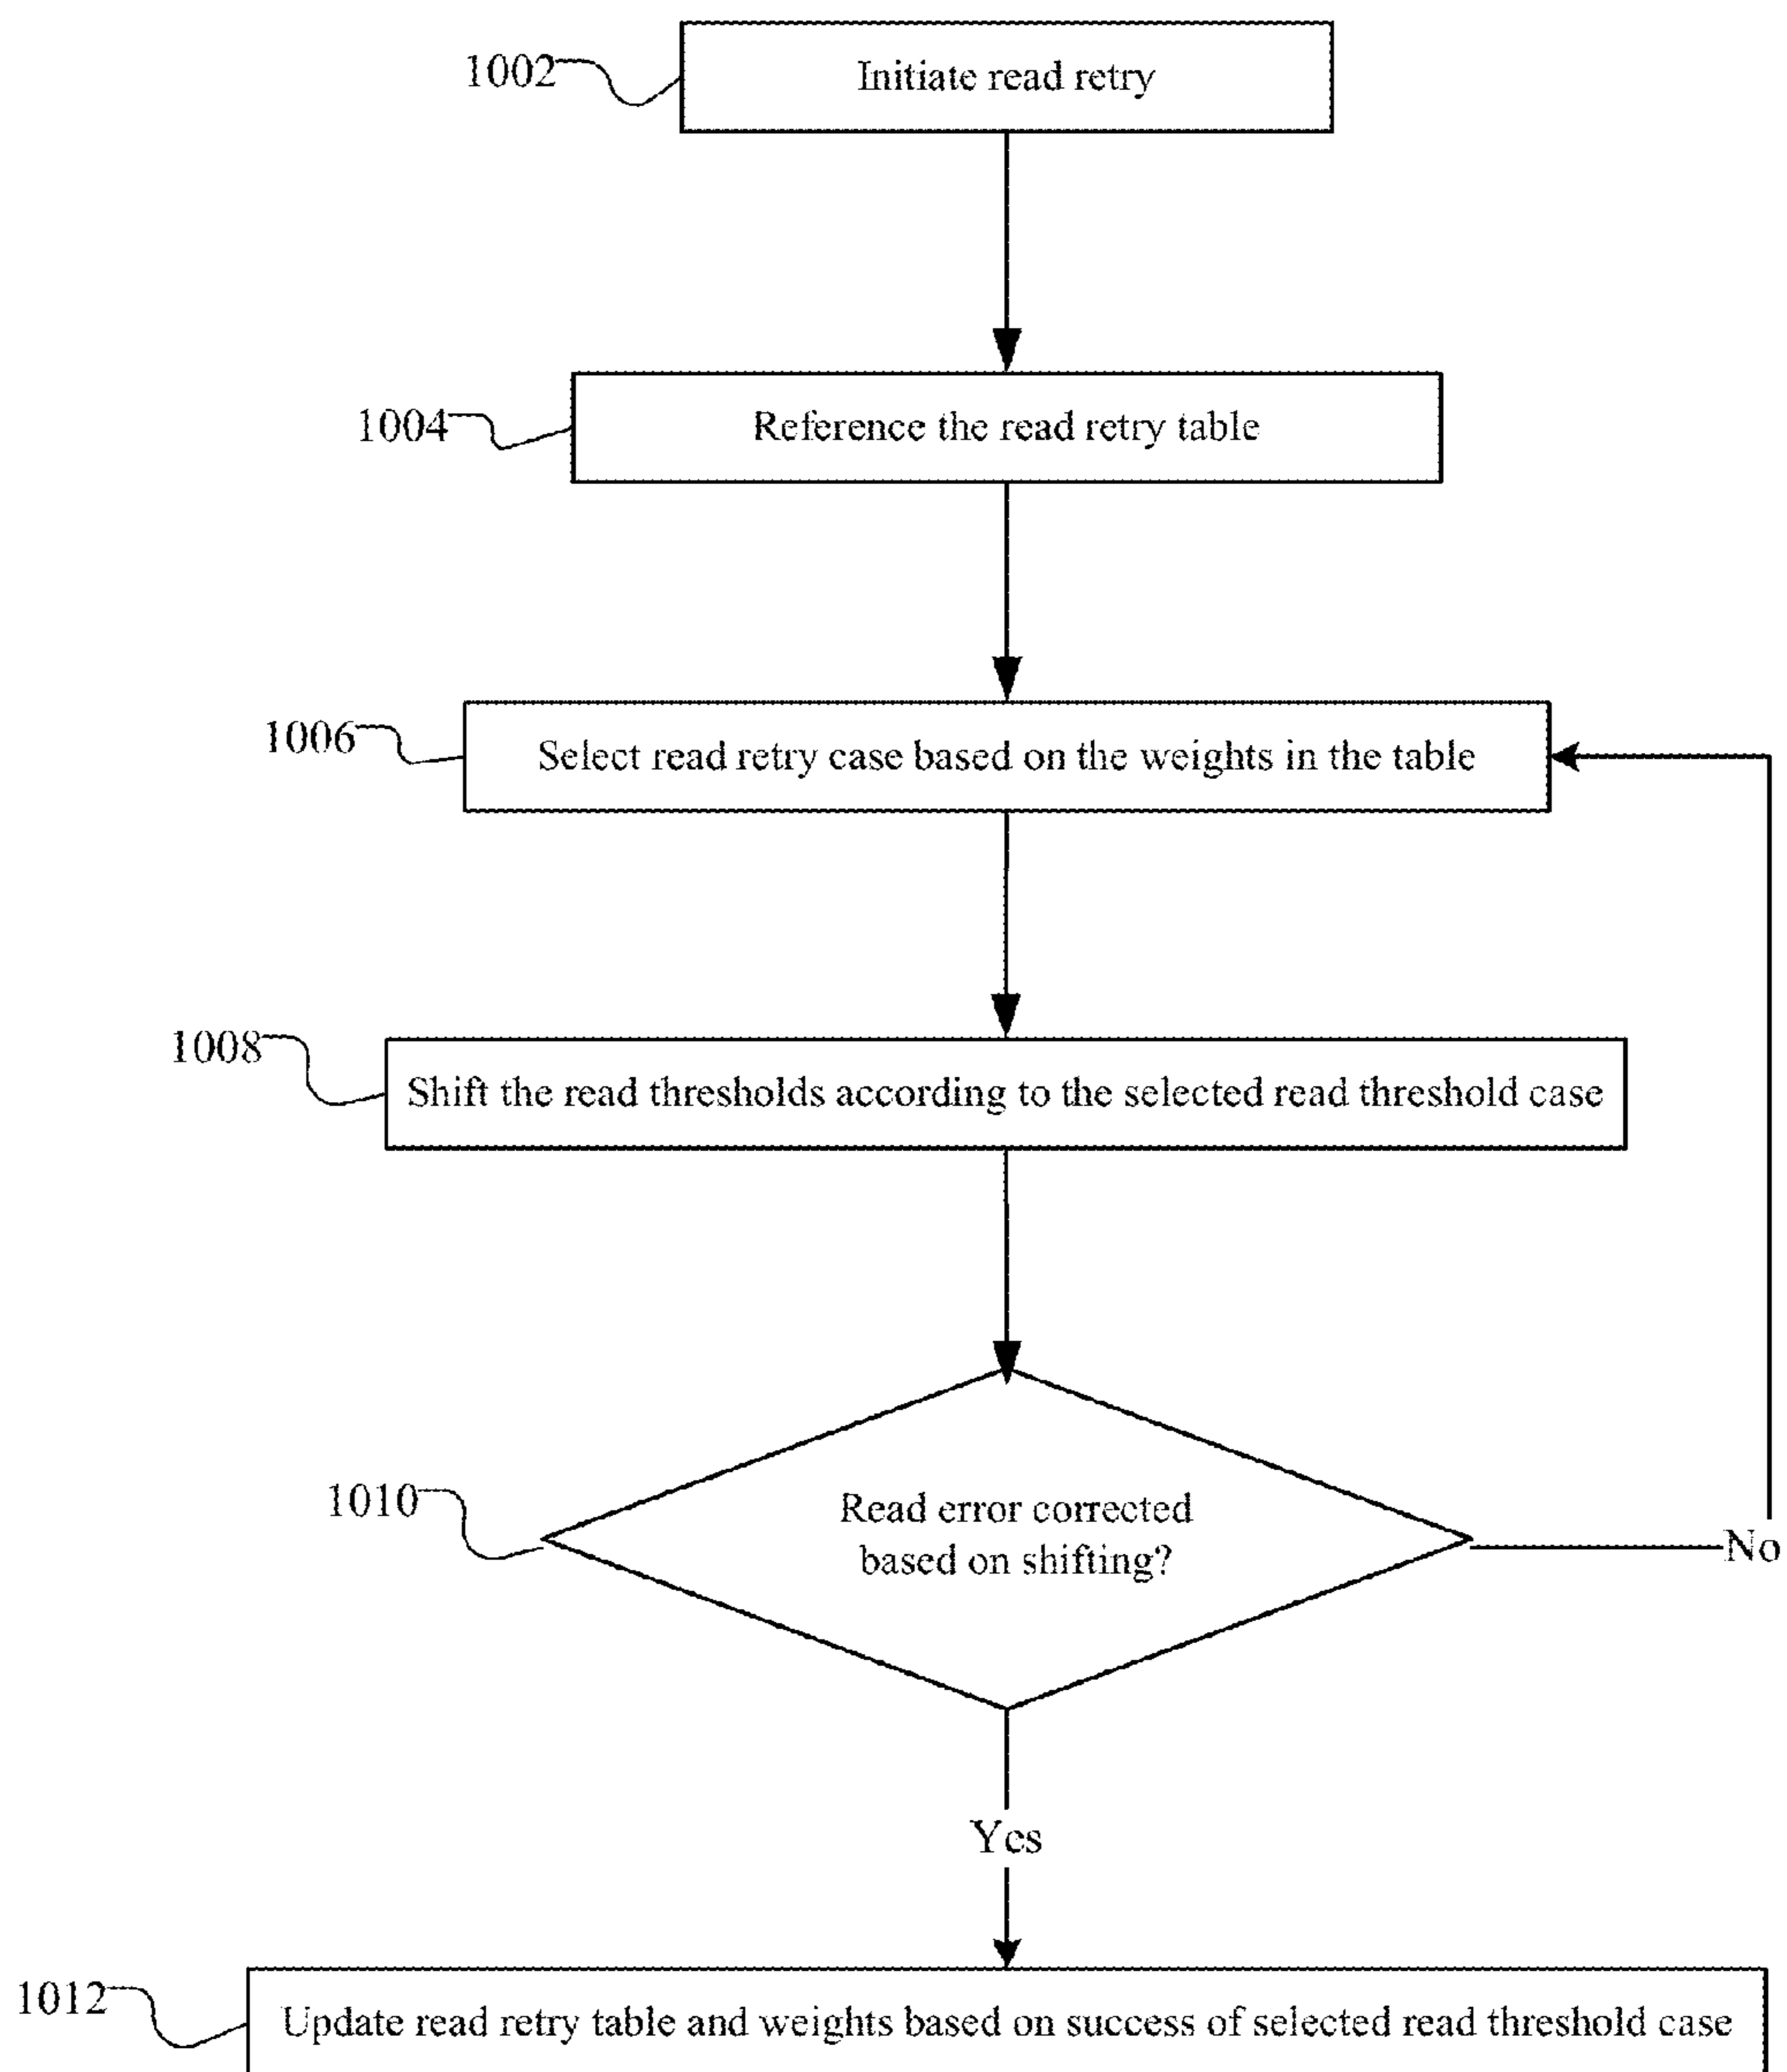 1002
Initiate read retry
1004
Reference the read retry table
1006
Select read retry case based on the weights in the table
1008
Shift the read thresholds according to the selected read threshold case
1010
Read error corrected
based on shifting?
No
Yes
1012
Update read retry table and weights based on success of selected read threshold case